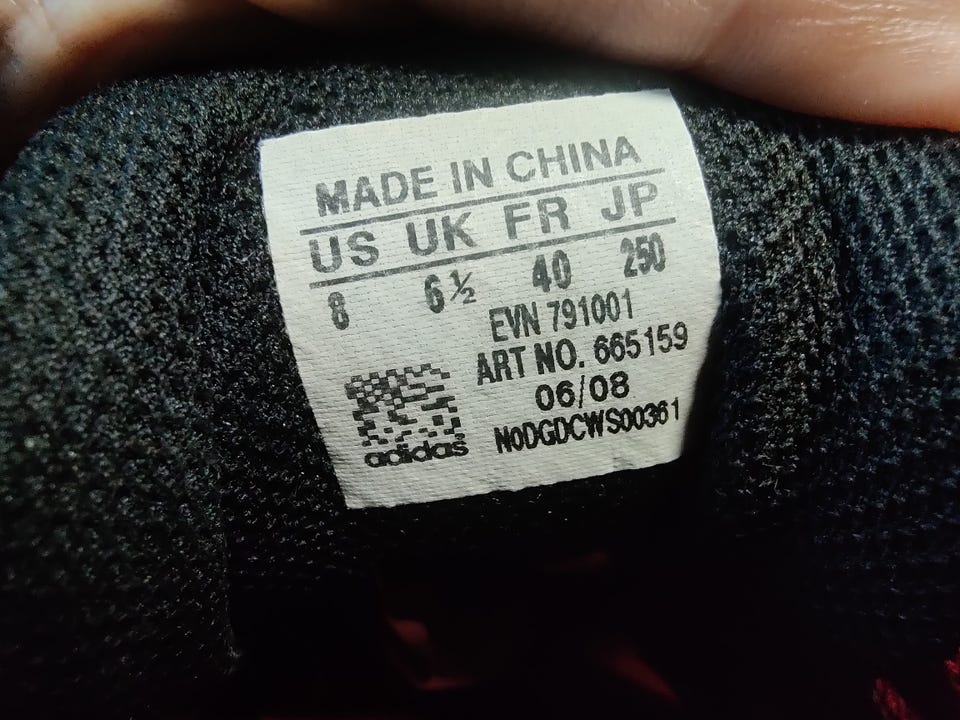 MADE IN CHINA
US UK FR JP
8 6½ 40 250
EVN 791001
ART NO. 665159
06/08
NoDGDCWS00361
adidas